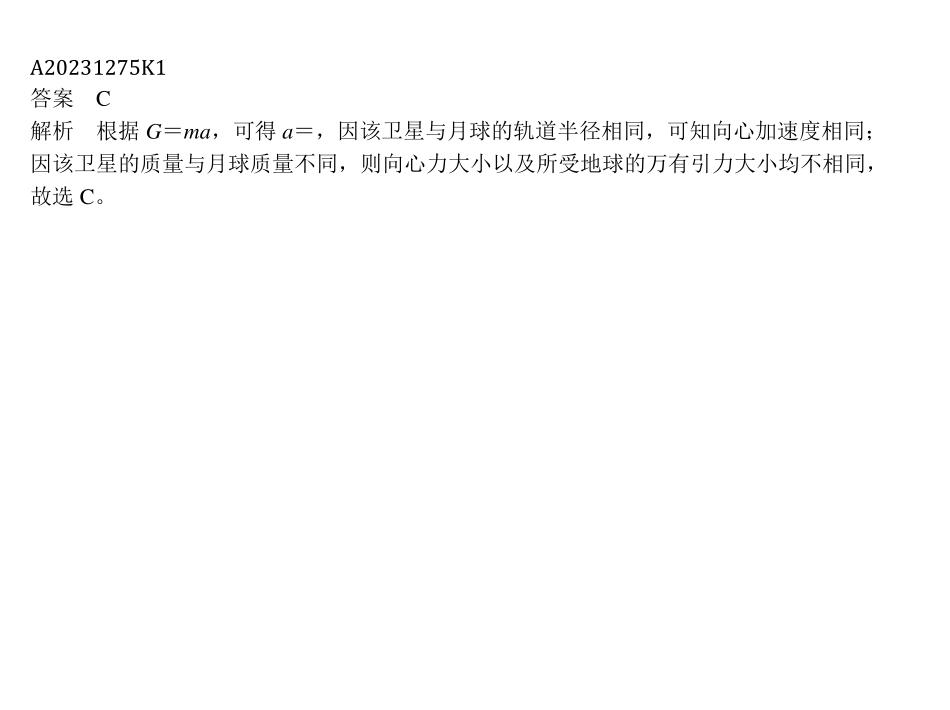 A20231275K1
答案　C
解析　根据 G＝ma，可得 a＝，因该卫星与月球的轨道半径相同，可知向心加速度相同；
因该卫星的质量与月球质量不同，则向心力大小以及所受地球的万有引力大小均不相同，
故选 C。